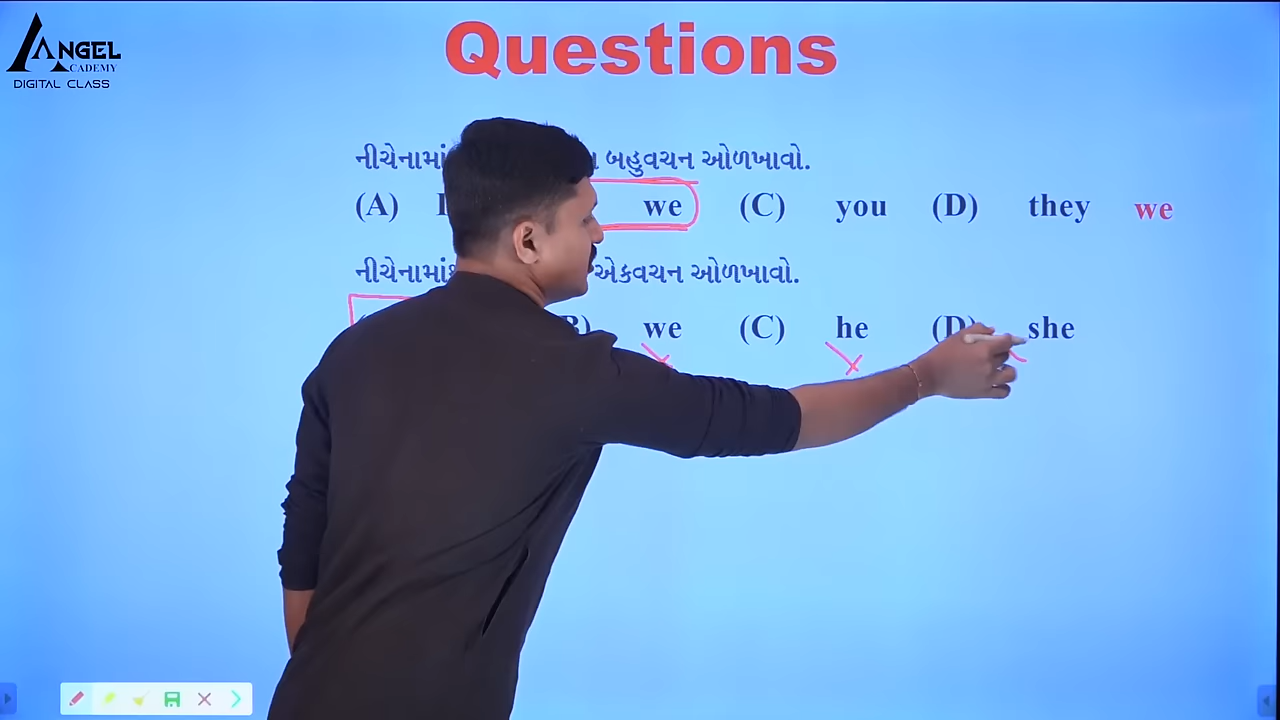 ANGEL
ACADEMY
DIGITAL CLASS
Questions
બહુવચન ઓળખાવો.
(A) we (C) you (D) they we
એકવચન ઓળખાવો.
we (C) he (D) she